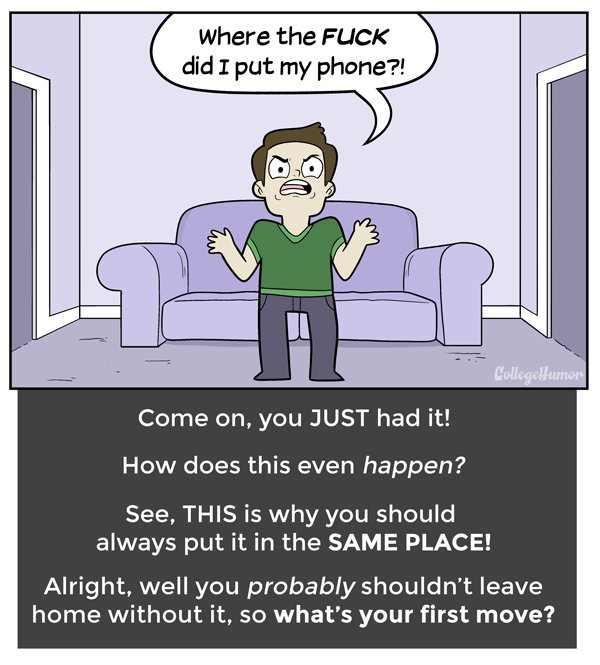 Where the FUCK
did I put my phone?!
CollegeHumor
Come on, you JUST had it!
How does this even happen?
See, THIS is why you should
always put it in the SAME PLACE!
Alright, well you probably shouldn't leave
home without it, so what's your first move?